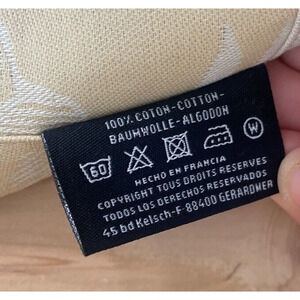 100% COTON-COTTON-
BAUMWOLLE-ALGODON
60 W
HECHO EN FRANCIA
COPYRIGHT TOUS DROITS RESERVES
TODOS LOS DERECHOS RESERVADOS
45 bd Kelsch-F-88400 GERARDMER